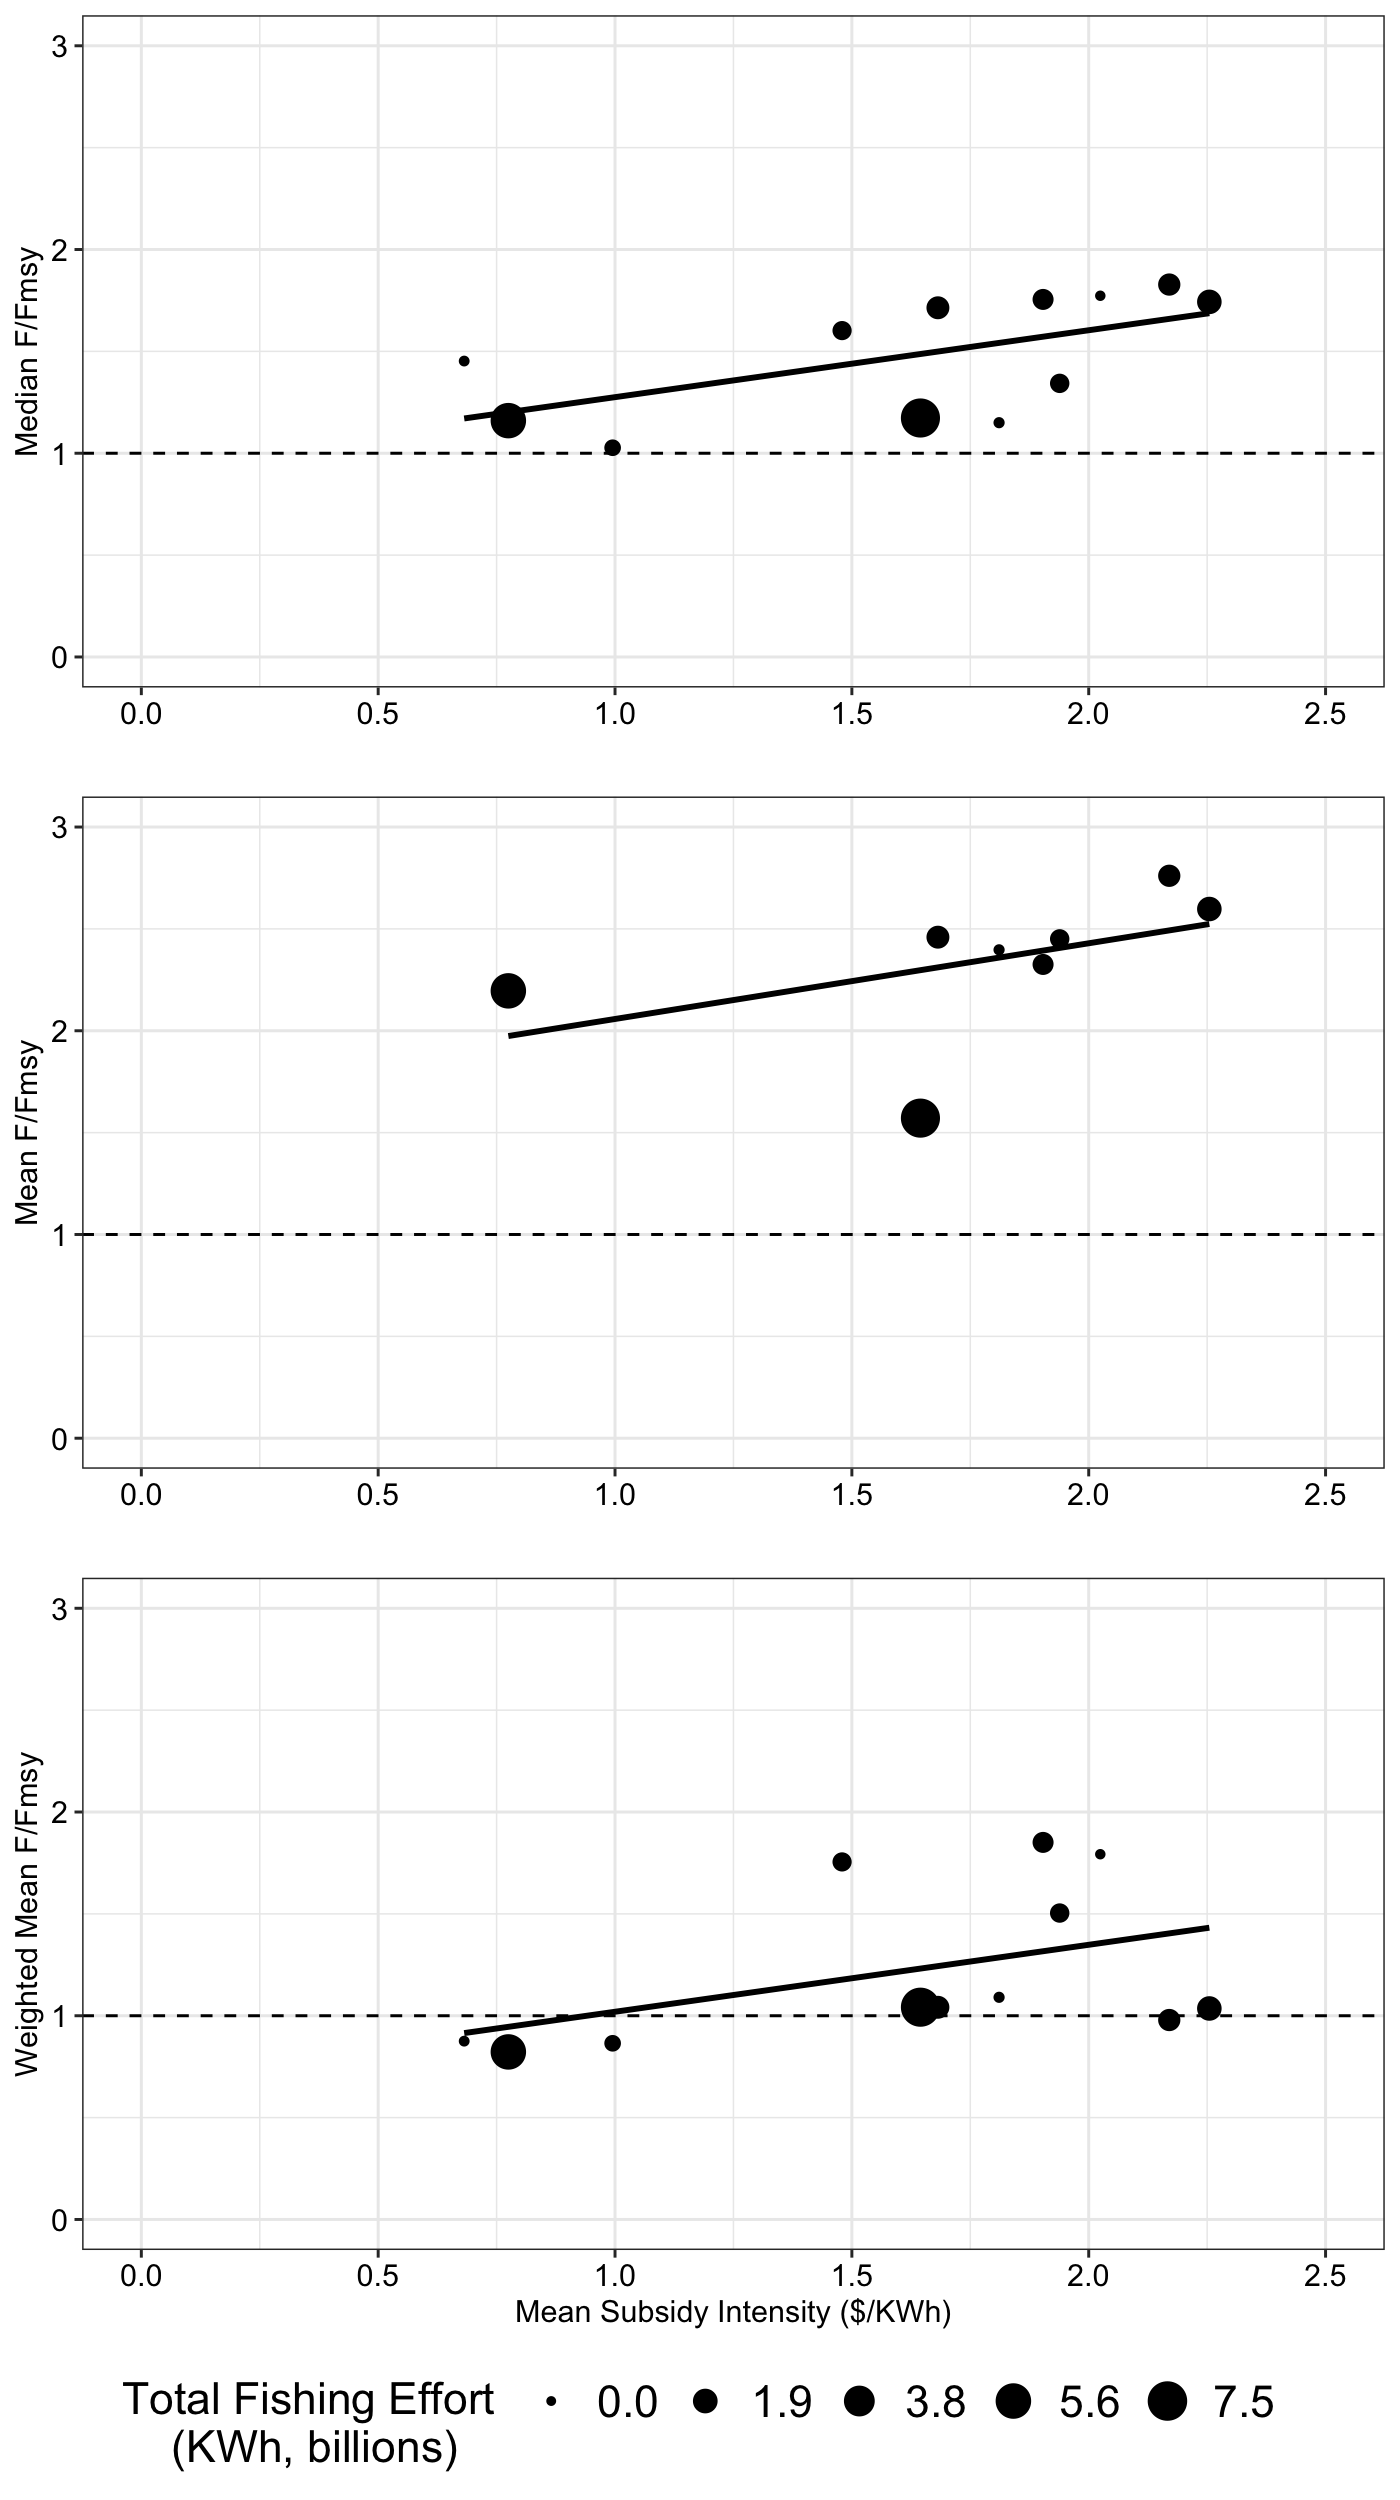 3
2
1
0
Median F/Fmsy
0.0 0.5 1.0 1.5 2.0 2.5
3
2
1
0
Mean F/Fmsy
0.0 0.5 1.0 1.5 2.0 2.5
3
2
1
0
Weighted Mean F/Fmsy
0.0 0.5 1.0 1.5 2.0 2.5
Mean Subsidy Intensity ($/KWh)
Total Fishing Effort
(KWh, billions)
0.0 1.9 3.8 5.6 7.5